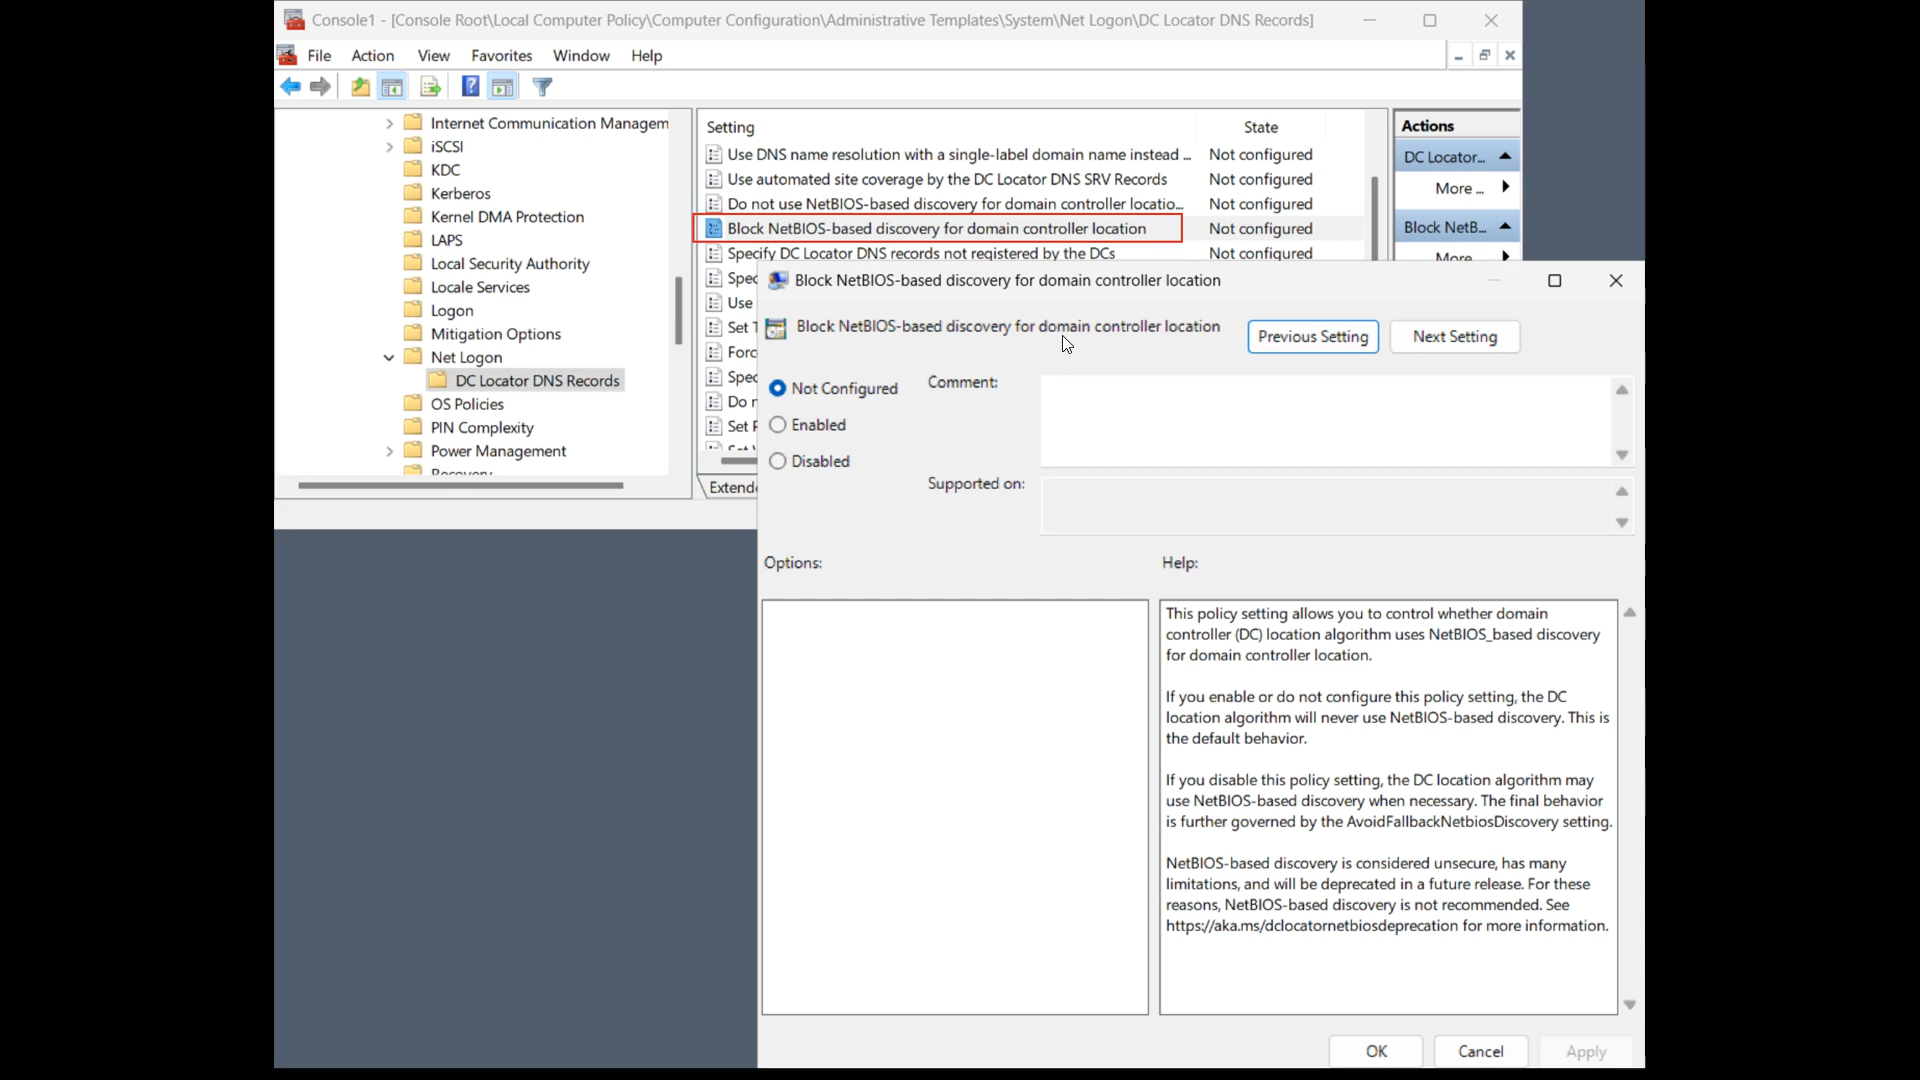 Console1 - [Console Root\Local Computer Policy\Computer Configuration\Administrative Templates\System\Net Logon\DC Locator DNS Records]
File Action View Favorites Window Help
Internet Communication Managem
iSCSI
KDC
Kerberos
Kernel DMA Protection
LAPS
Local Security Authority
Locale Services
Logon
Mitigation Options
Net Logon
DC Locator DNS Records
OS Policies
PIN Complexity
Power Management
Recovery
Setting State
Use DNS name resolution with a single-label domain name instead ... Not configured
Use automated site coverage by the DC Locator DNS SRV Records Not configured
Do not use NetBIOS-based discovery for domain controller locatio... Not configured
Block NetBIOS-based discovery for domain controller location Not configured
Specify DC Locator DNS records not registered by the DCs Not configured
Spec
Use
Set T
Forc
Spec
Do n
Set P
Extende
Actions
DC Locator...
More ...
Block NetB...
More
Block NetBIOS-based discovery for domain controller location
Block NetBIOS-based discovery for domain controller location
Previous Setting Next Setting
Not Configured
Enabled
Disabled
Comment:
Supported on:
Options:
Help:
This policy setting allows you to control whether domain
controller (DC) location algorithm uses NetBIOS_based discovery
for domain controller location.
If you enable or do not configure this policy setting, the DC
location algorithm will never use NetBIOS-based discovery. This is
the default behavior.
If you disable this policy setting, the DC location algorithm may
use NetBIOS-based discovery when necessary. The final behavior
is further governed by the AvoidFallbackNetbiosDiscovery setting.
NetBIOS-based discovery is considered unsecure, has many
limitations, and will be deprecated in a future release. For these
reasons, NetBIOS-based discovery is not recommended. See
https://aka.ms/dclocatornetbiosdeprecation for more information.
OK Cancel Apply